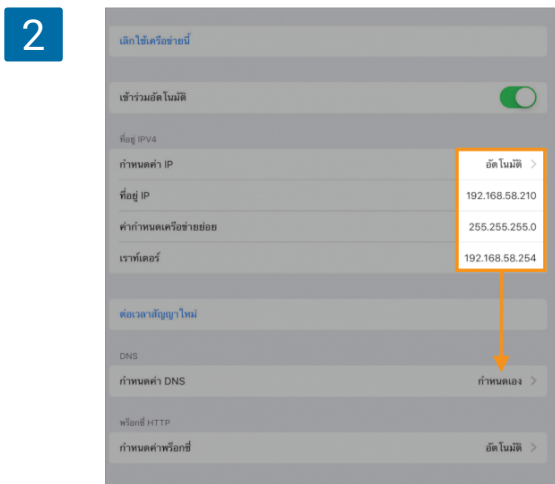 2
เลิกใช้เครือข่ายนี้
เข้าร่วมอัตโนมัติ
ที่อยู่ IPV4
กำหนดค่า IP อัตโนมัติ >
ที่อยู่ IP 192.168.58.210
ค่ากำหนดเครือข่ายย่อย 255.255.255.0
เราท์เตอร์ 192.168.58.254
ต่อเวลาสัญญาใหม่
DNS
กำหนดค่า DNS กำหนดเอง >
พร็อกซี่ HTTP
กำหนดค่าพร็อกซี่ อัตโนมัติ >